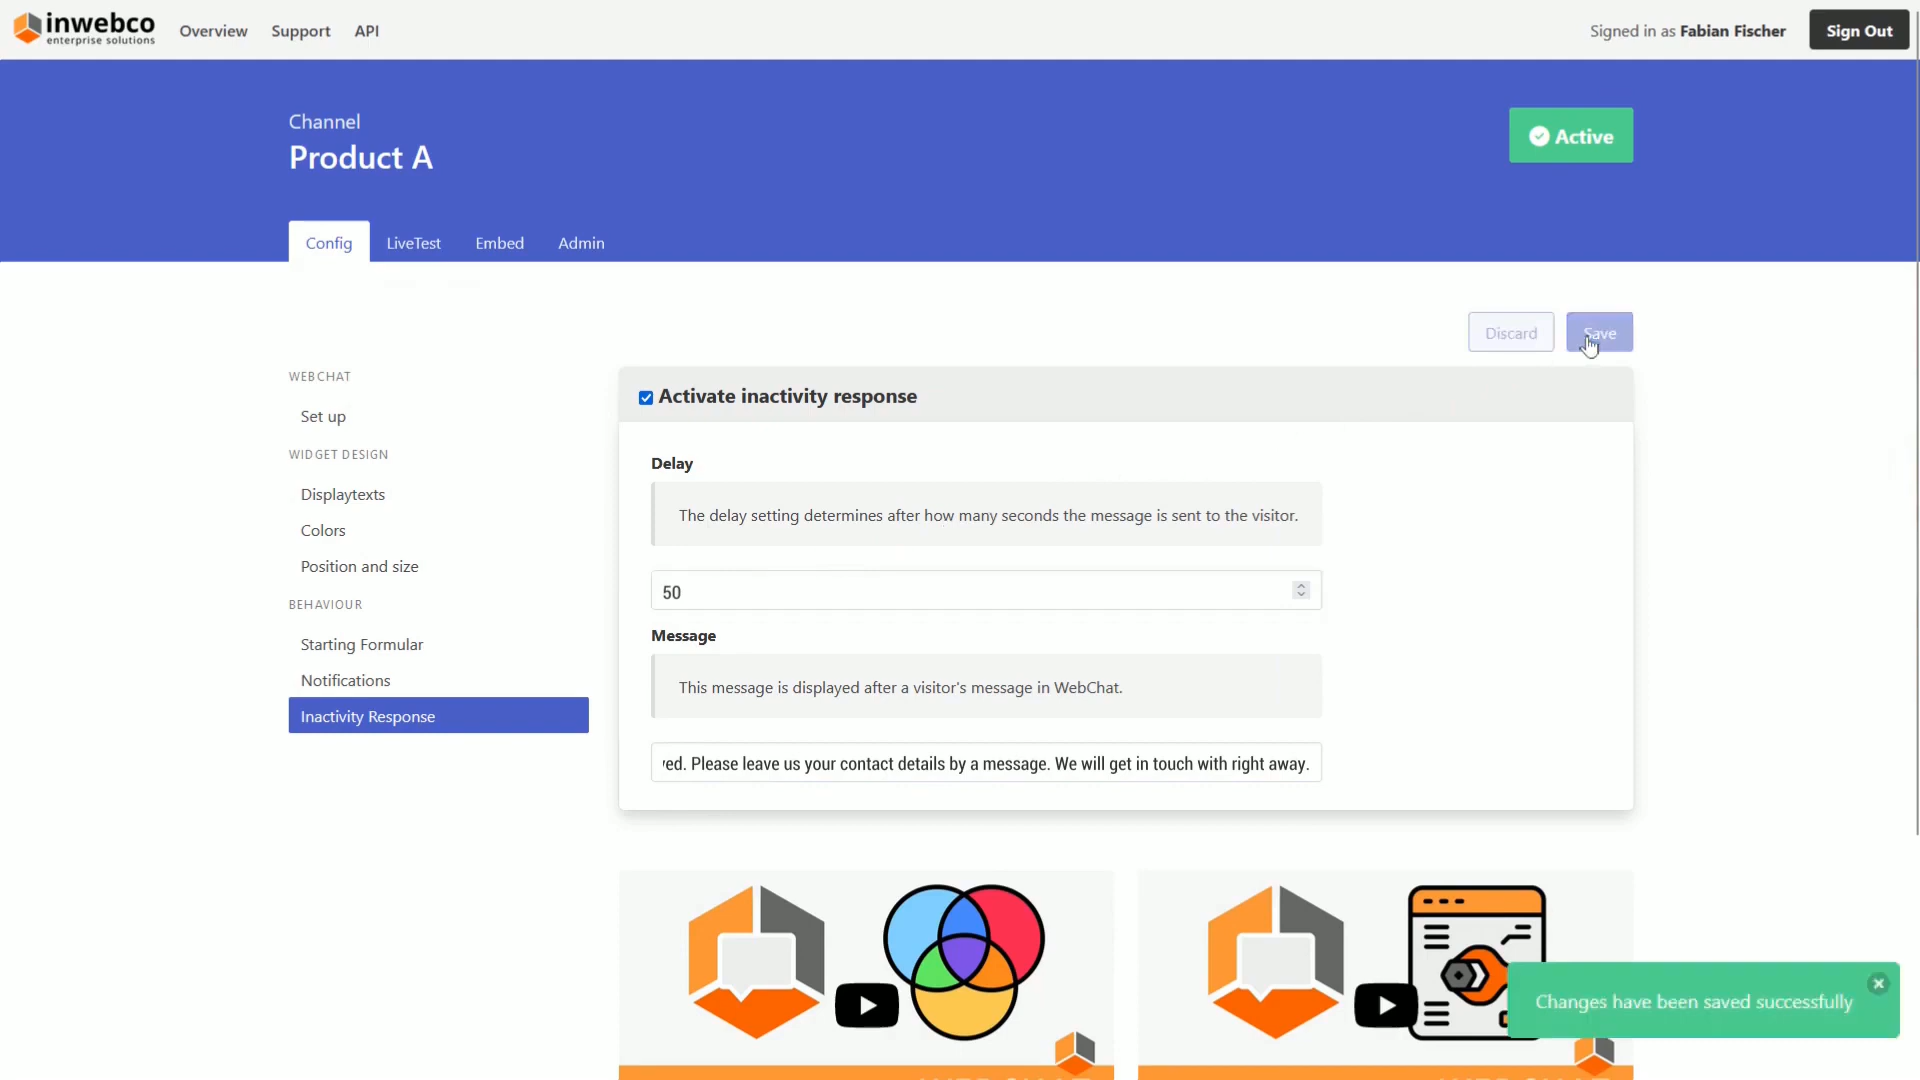 inwebco
enterprise solutions
Overview
Support
API
Signed in as Fabian Fischer
Sign Out
Channel
Product A
Active
Config
LiveTest
Embed
Admin
Discard
Save
WEBCHAT
Set up
WIDGET DESIGN
Displaytexts
Colors
Position and size
BEHAVIOUR
Starting Formular
Notifications
Inactivity Response
Activate inactivity response
Delay
The delay setting determines after how many seconds the message is sent to the visitor.
50
Message
This message is displayed after a visitor's message in WebChat.
Please leave us your contact details by a message. We will get in touch with right away.
Changes have been saved successfully